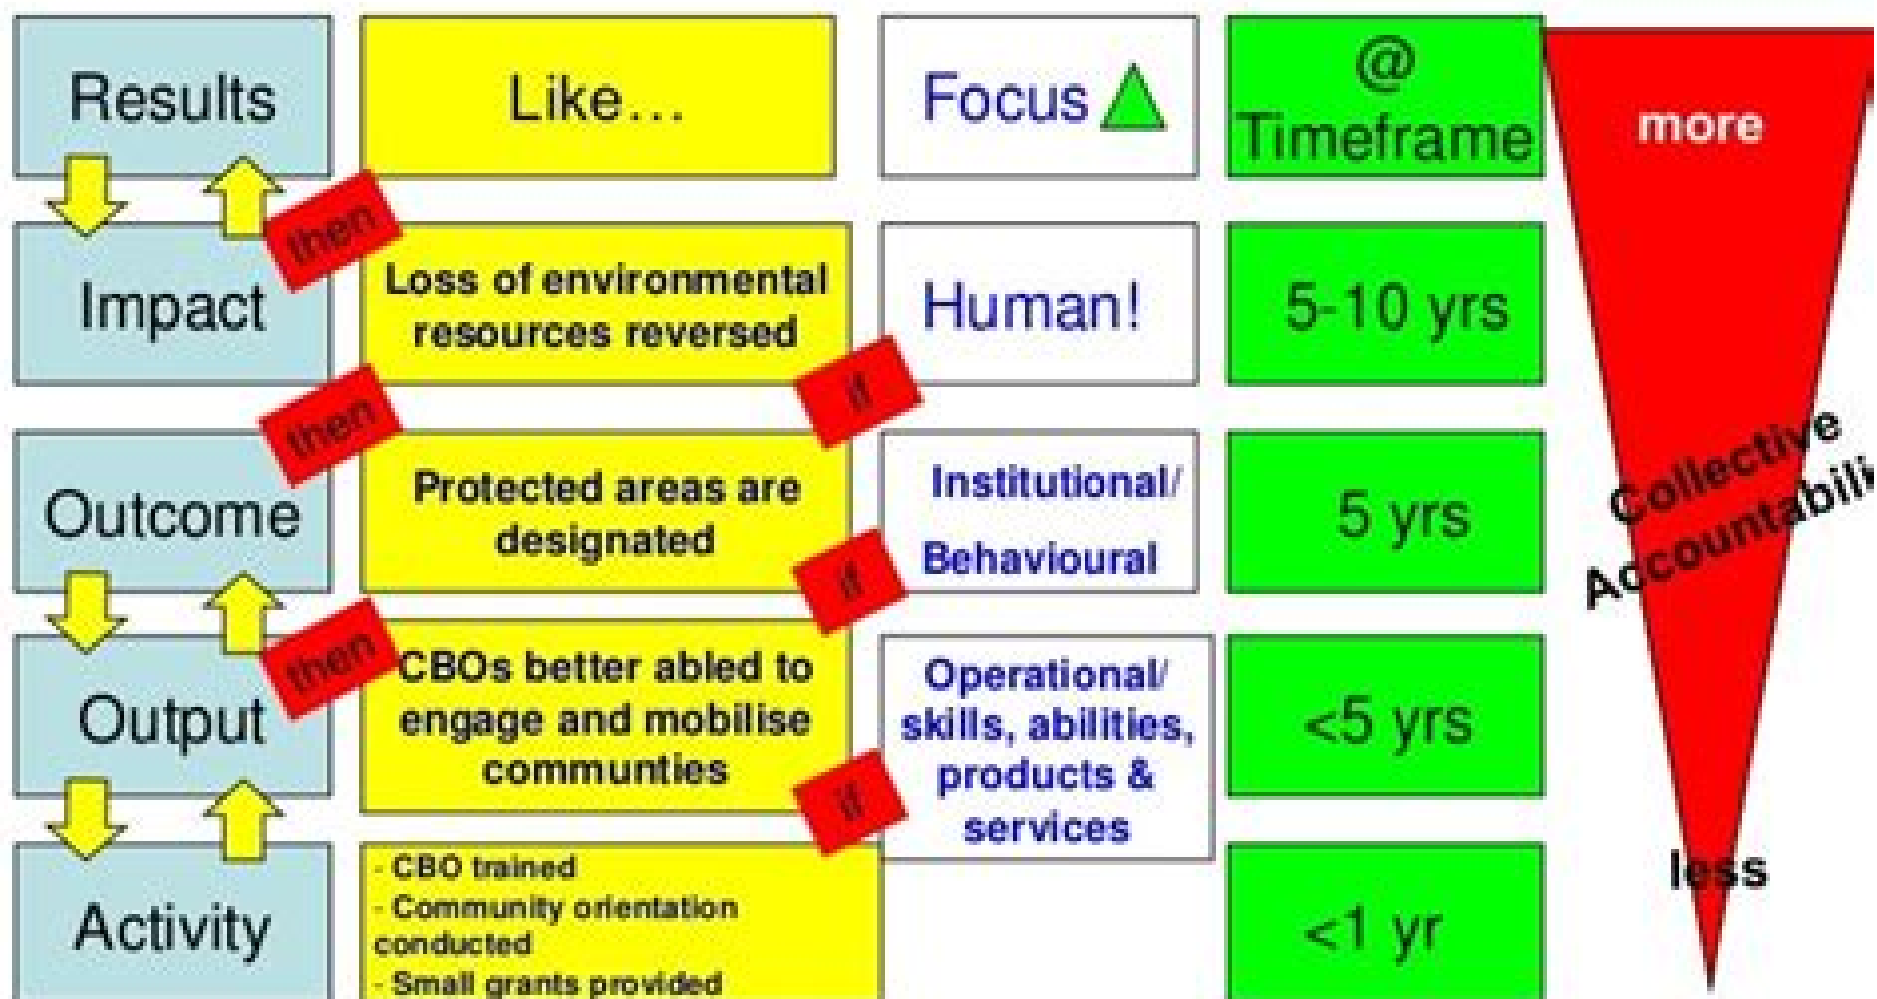 Results
Like...
Focus
@
Timeframe
more
then
Impact
Loss of environmental
resources reversed
Human!
5-10 yrs
then
if
Outcome
Protected areas are
designated
Institutional/
Behavioural
5 yrs
Collective
Accountabili
then
if
Output
CBOs better abled to
engage and mobilise
communties
Operational/
skills, abilities,
products &
services
<5 yrs
if
less
Activity
- CBO trained
- Community orientation
conducted
- Small grants provided
<1 yr